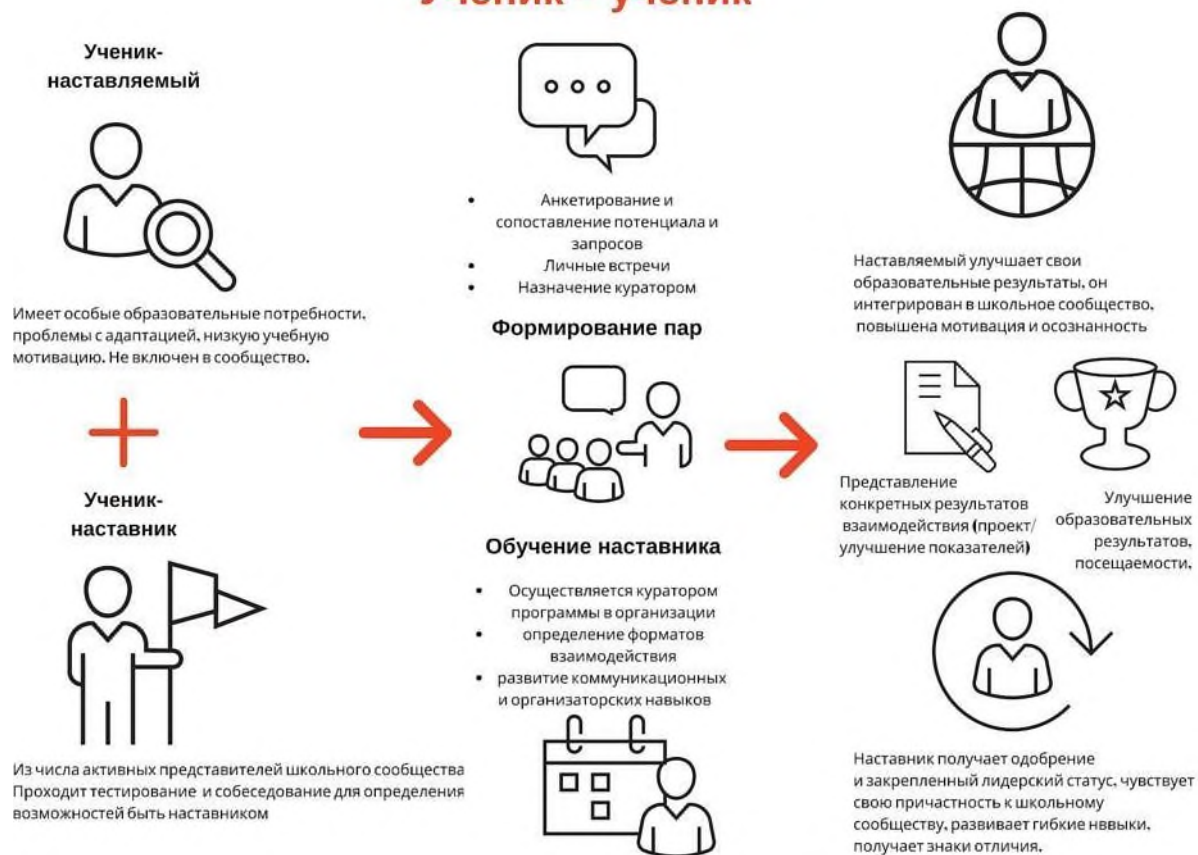 Ученик – ученик
Ученик-
наставляемый
Имеет особые образовательные потребности,
проблемы с адаптацией, низкую учебную
мотивацию. Не включен в сообщество.
Ученик-
наставник
Из числа активных представителей школьного сообщества
Проходит тестирование и собеседование для определения
возможностей быть наставником
• Анкетирование и
сопоставление потенциала и
запросов
• Личные встречи
• Назначение куратором
Формирование пар
Обучение наставника
• Осуществляется куратором
программы в организации
• определение форматов
взаимодействия
• развитие коммуникационных
и организаторских навыков
Наставляемый улучшает свои
образовательные результаты, он
интегрирован в школьное сообщество,
повышена мотивация и осознанность
Представление
конкретных результатов
взаимодействия (проект/
улучшение показателей)
Улучшение
образовательных
результатов,
посещаемости,
Наставник получает одобрение
и закрепленный лидерский статус, чувствует
свою причастность к школьному
сообществу, развивает гибкие нввыки,
получает знаки отличия.